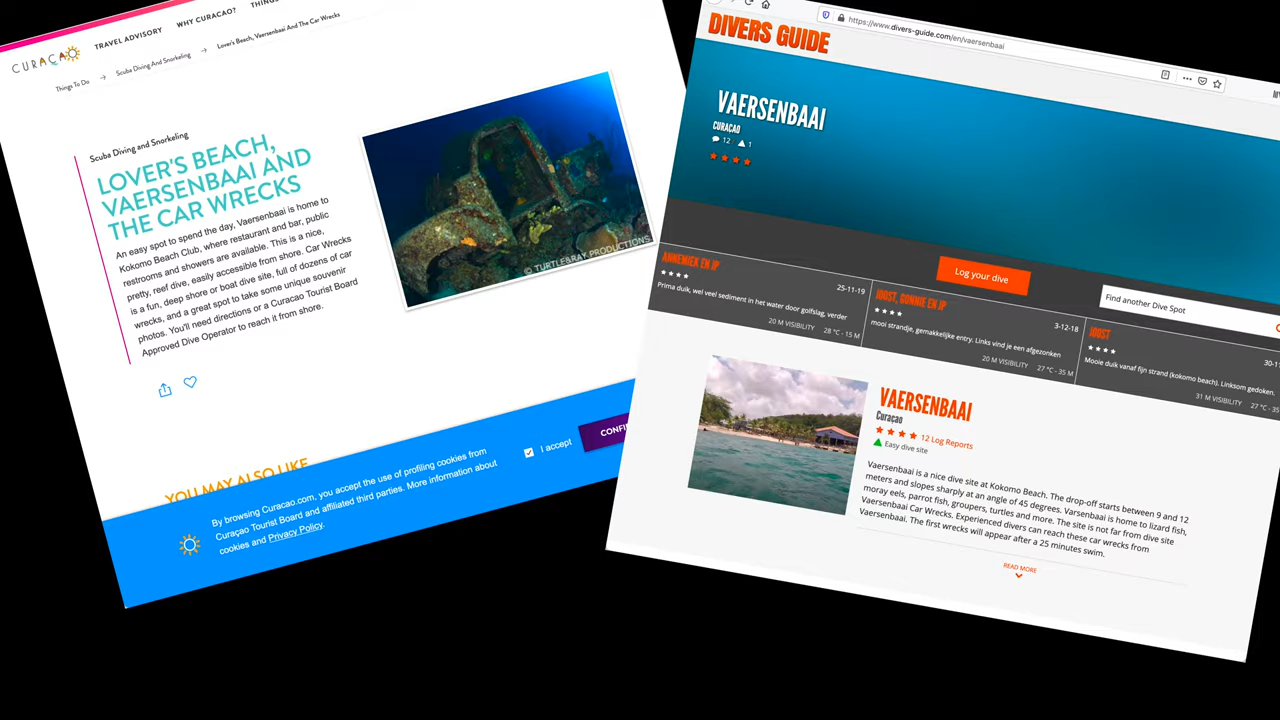 CURAÇAO
TRAVEL ADVISORY
WHY CURACAO?
Things To Do → Scuba Diving And Snorkeling → Lover's Beach, Vaersenbaai And The Car Wrecks
Scuba Diving and Snorkeling
LOVER'S BEACH,
VAERSENBAAI AND
THE CAR WRECKS
An easy spot to spend the day, Vaersenbaai is home to
Kokomo Beach Club, where restaurant and bar, public
restrooms and showers are available. This is a nice,
pretty, reef dive, easily accessible from shore. Car Wrecks
is a fun, deep shore or boat dive site, full of dozens of car
wrecks, and a great spot to take some unique souvenir
photos. You'll need directions or a Curacao Tourist Board
Approved Dive Operator to reach it from shore.
© TURTLE&RAY PRODUCTIONS
YOU MAY ALSO LIKE
By browsing Curacao.com, you accept the use of profiling cookies from
Curaçao Tourist Board and affiliated third parties. More information about
cookies and Privacy Policy.
I accept
https://www.divers-guide.com/en/vaersenbaai
DIVERS GUIDE
VAERSENBAAI
CURAÇAO
12 1
Log your dive
Find another Dive Spot
ANNEMIEK EN JP
25-11-19
Prima duik, wel veel sediment in het water door golfslag, verder
20 M VISIBILITY 28 °C - 15 M
JOOST, CONNIE EN JP
3-12-18
mooi strandje, gemakkelijke entry. Links vind je een afgezonken
20 M VISIBILITY 27 °C - 35 M
JOOST
Mooie duik vanaf fijn strand (kokomo beach). Linksom gedoken.
31 M VISIBILITY 27 °C - 35
VAERSENBAAI
Curaçao
12 Log Reports
Easy dive site
Vaersenbaai is a nice dive site at Kokomo Beach. The drop-off starts between 9 and 12
meters and slopes sharply at an angle of 45 degrees. Varsenbaai is home to lizard fish,
moray eels, parrot fish, groupers, turtles and more. The site is not far from dive site
Vaersenbaai Car Wrecks. Experienced divers can reach these car wrecks from
Vaersenbaai. The first wrecks will appear after a 25 minutes swim.
READ MORE